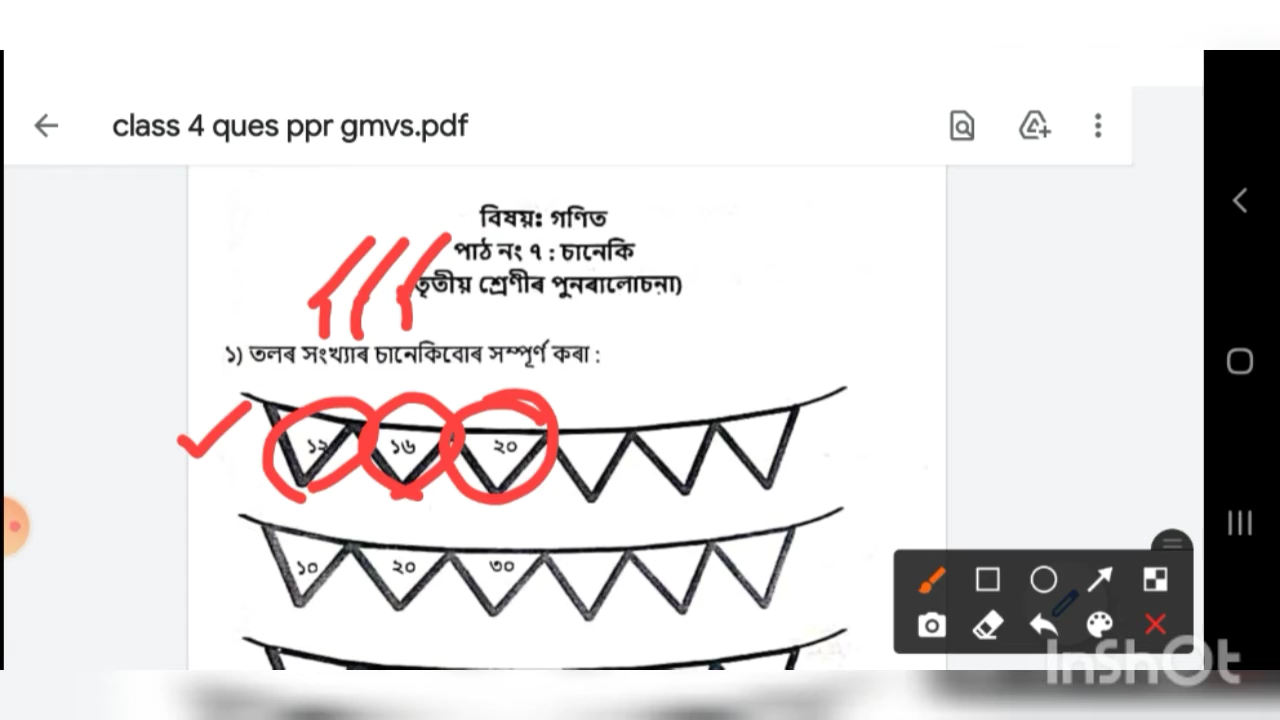 class 4 ques ppr gmvs.pdf
বিষয়ঃ গণিত
পাঠ নং ৭ : চানেকি
তৃতীয় শ্ৰেণীৰ পুনৰালোচনা)
১) তলৰ সংখ্যাৰ চানেকিবোৰ সম্পূৰ্ণ কৰা :
১২ ১৬ ২০
১০ ২০ ৩০
InShOt